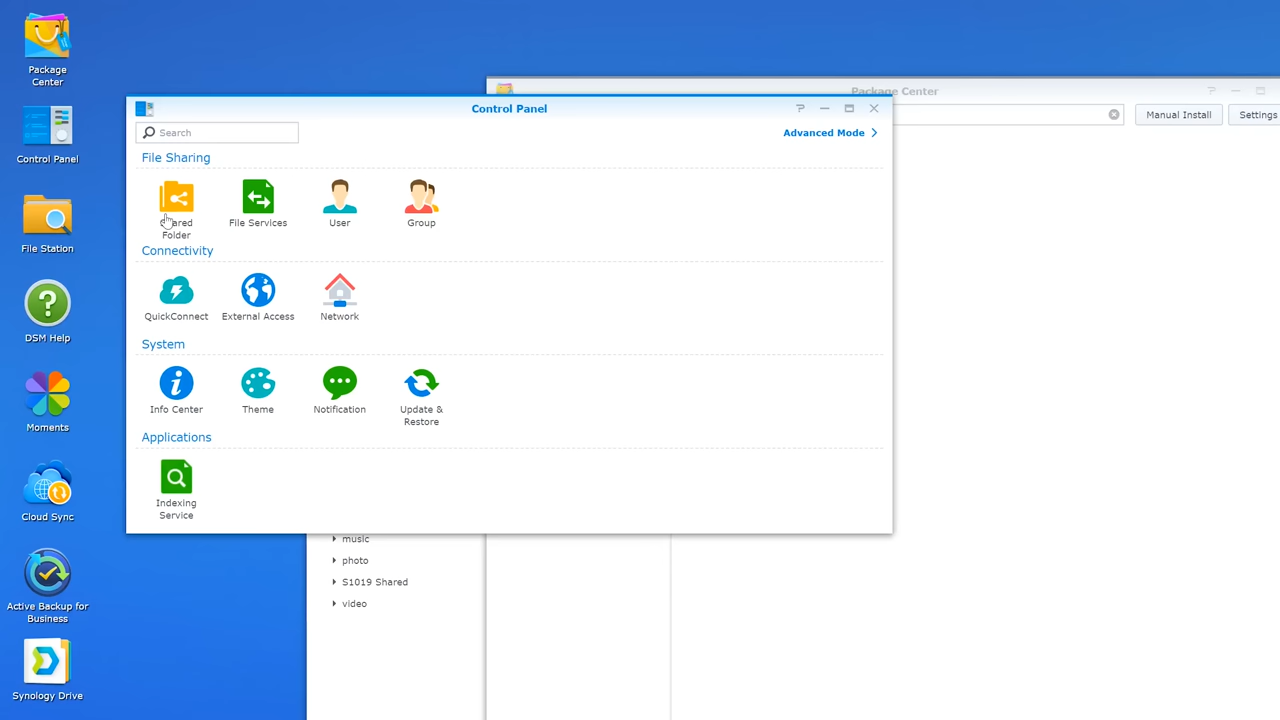 Package
Center
Control Panel
File Station
DSM Help
Moments
Cloud Sync
Active Backup for
Business
Synology Drive
Package Center
Manual Install
Settings
Control Panel
Search
Advanced Mode
File Sharing
Shared
Folder
File Services
User
Group
Connectivity
QuickConnect
External Access
Network
System
Info Center
Theme
Notification
Update &
Restore
Applications
Indexing
Service
music
photo
S1019 Shared
video